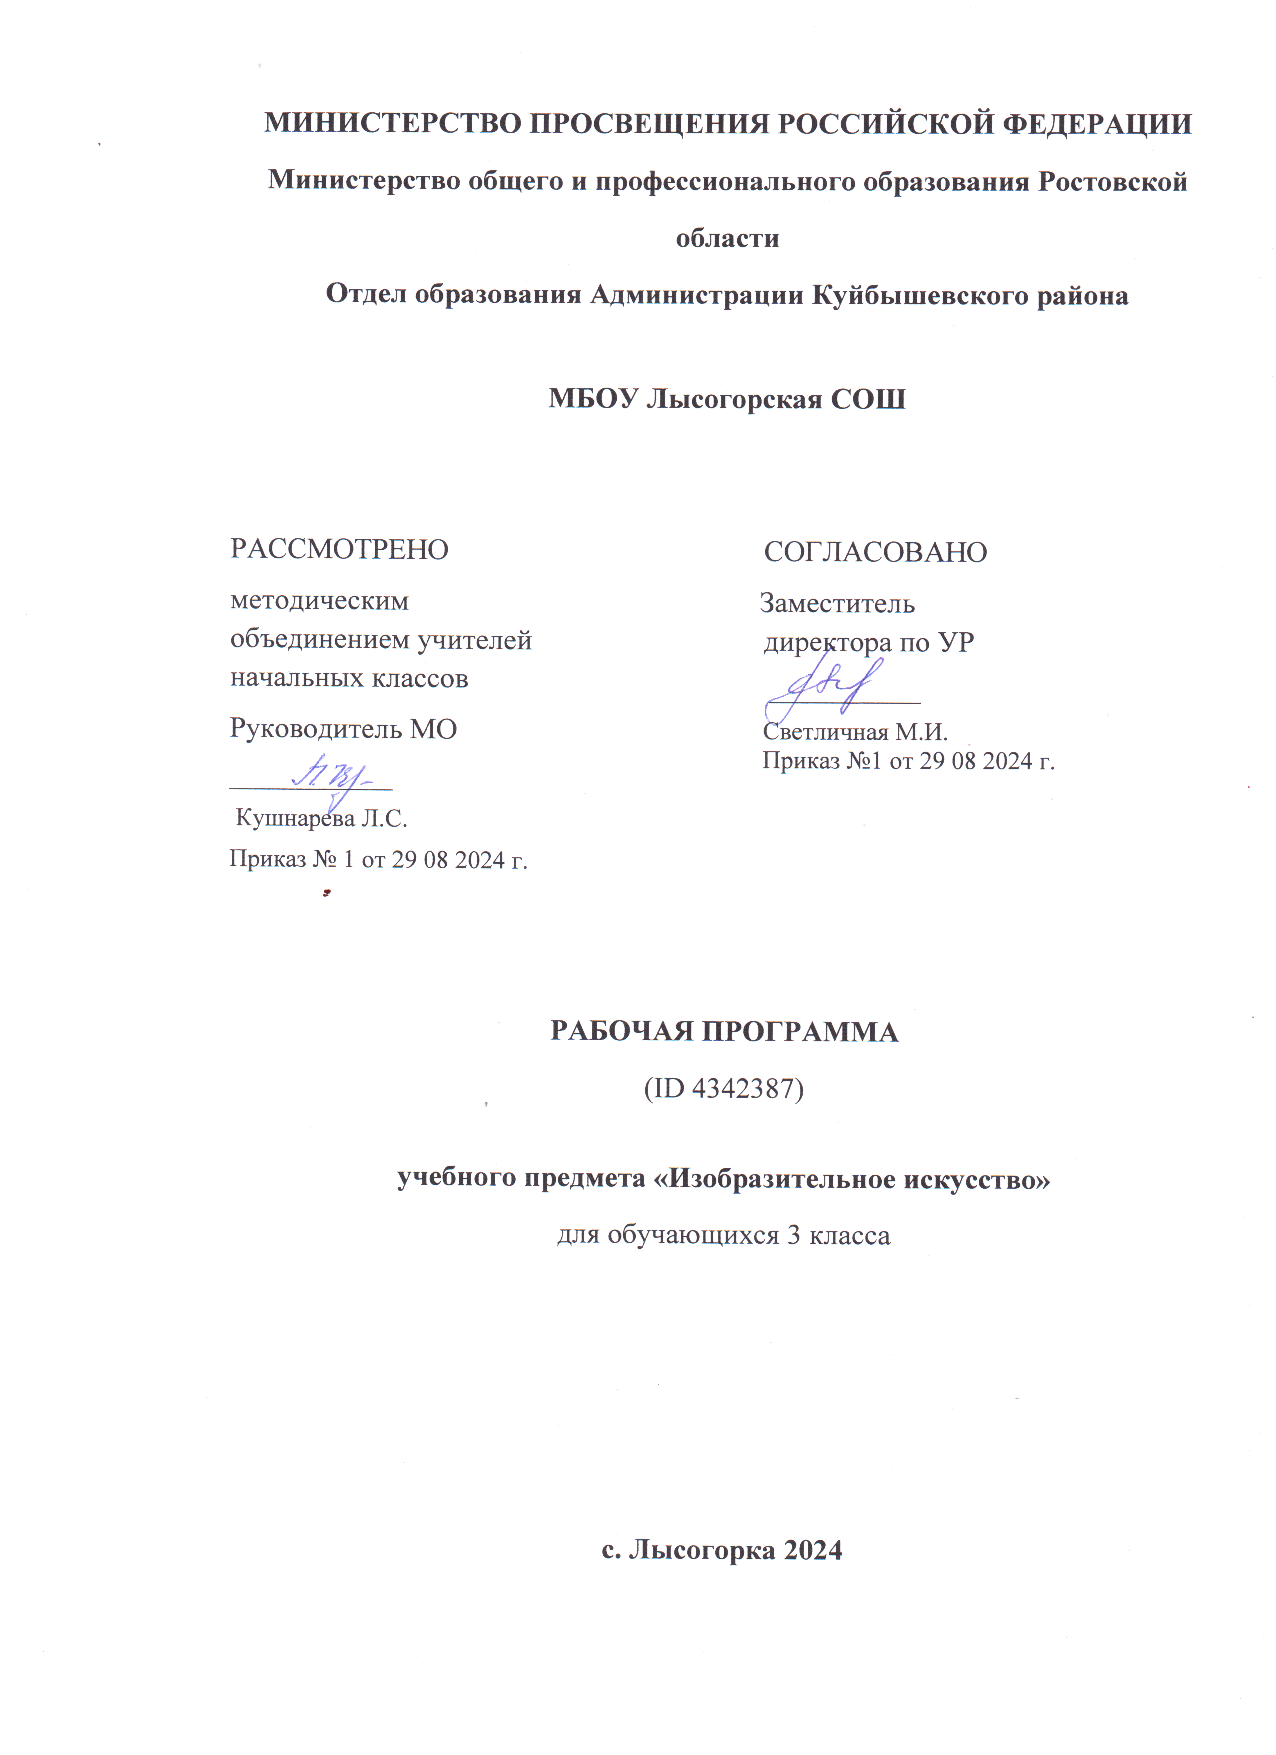 МИНИСТЕРСТВО ПРОСВЕЩЕНИЯ РОССИЙСКОЙ ФЕДЕРАЦИИ
Министерство общего и профессионального образования Ростовской
области
Отдел образования Администрации Куйбышевского района
МБОУ Лысогорская СОШ
РАССМОТРЕНО
методическим
объединением учителей
начальных классов
Руководитель МО
Кушнарева Л.С.
Приказ № 1 от 29 08 2024 г.
СОГЛАСОВАНО
Заместитель
директора по УР
Светличная М.И.
Приказ №1 от 29 08 2024 г.
РАБОЧАЯ ПРОГРАММА
(ID 4342387)
учебного предмета «Изобразительное искусство»
для обучающихся 3 класса
с. Лысогорка 2024